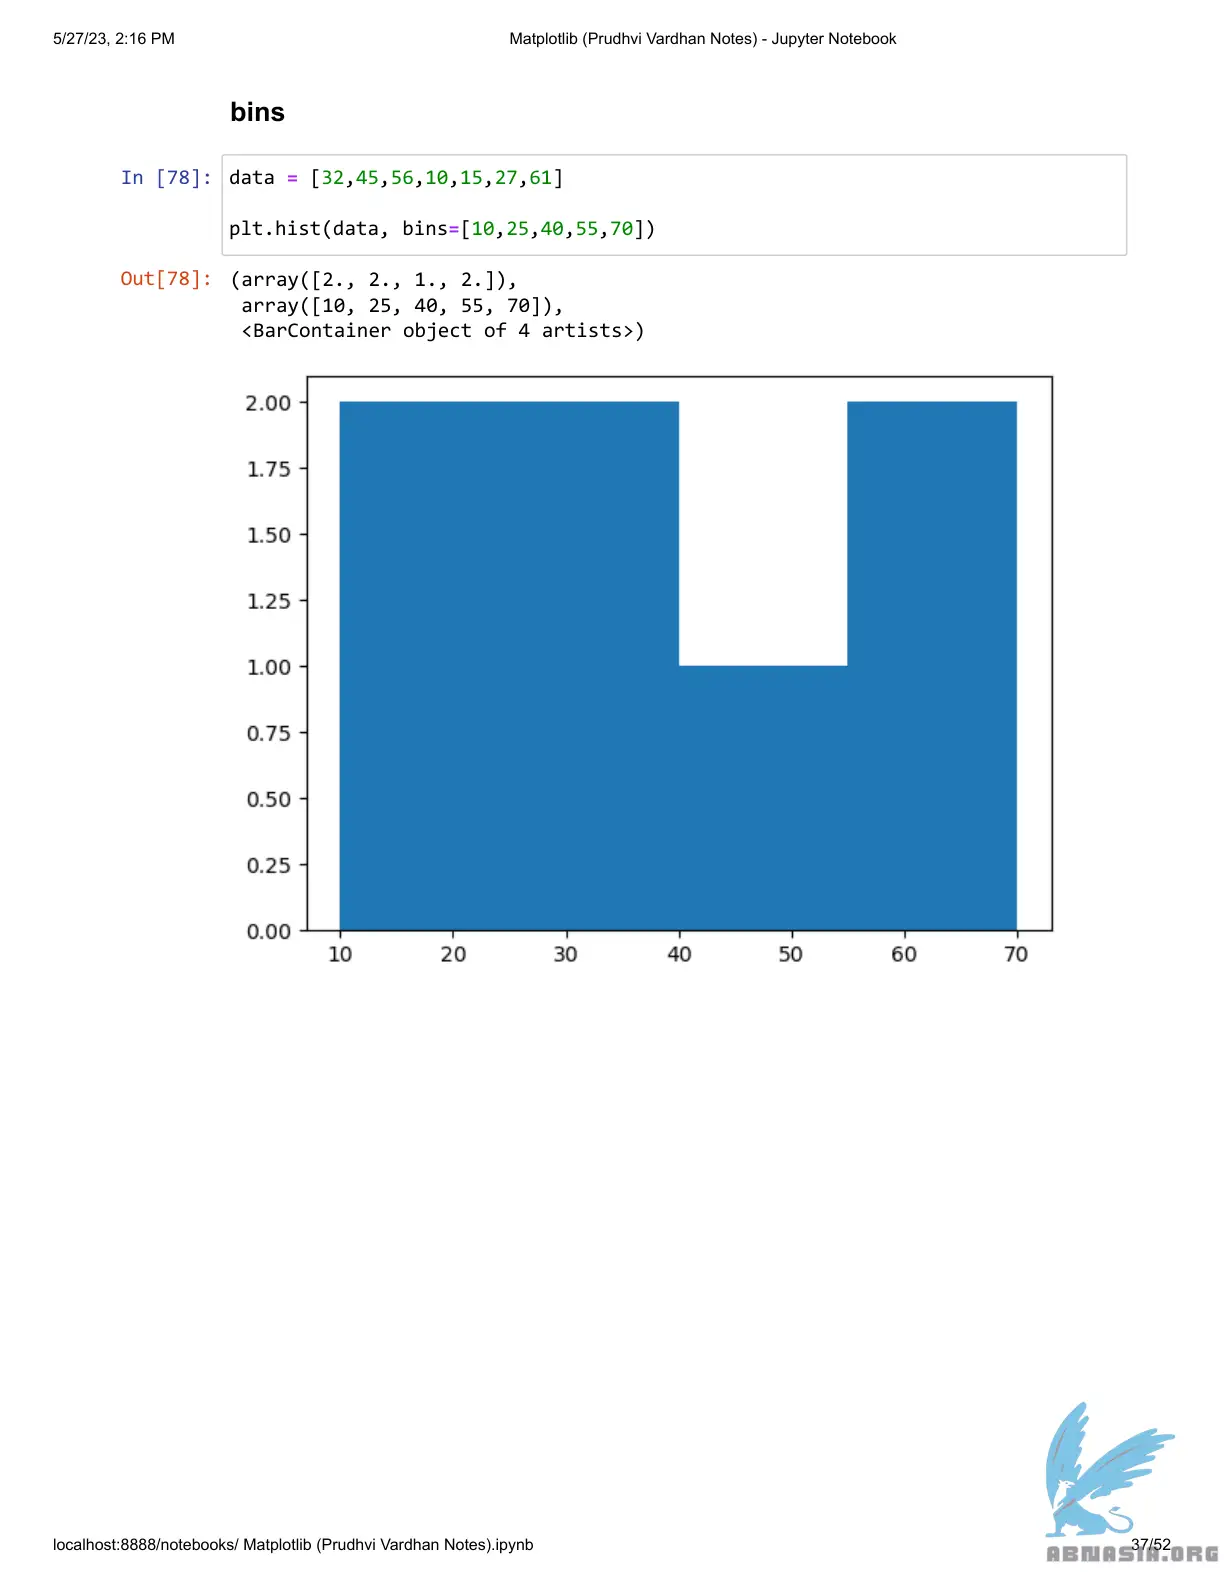 5/27/23, 2:16 PM
Matplotlib (Prudhvi Vardhan Notes) - Jupyter Notebook
bins
In [78]: data = [32,45,56,10,15,27,61]
plt.hist(data, bins=[10,25,40,55,70])
Out[78]: (array([2., 2., 1., 2.]),
array([10, 25, 40, 55, 70]),
<BarContainer object of 4 artists>)
2.00
1.75
1.50
1.25
1.00
0.75
0.50
0.25
0.00
10 20 30 40 50 60 70
localhost:8888/notebooks/ Matplotlib (Prudhvi Vardhan Notes).ipynb
37/52
ABNASIA.ORG